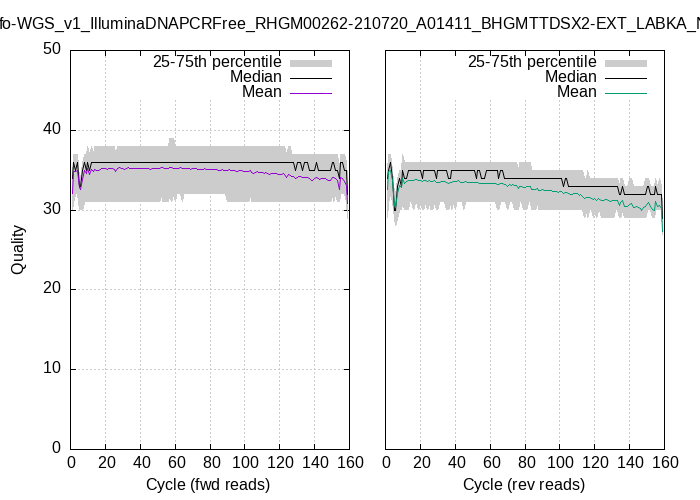 fo-WGS_v1_IlluminaDNAPCRFree_RHGM00262-210720_A01411_BHGMTTDSX2-EXT_LABKA_
25-75th percentile
Median
Mean
25-75th percentile
Median
Mean
50
40
30
20
10
0
Quality
0 20 40 60 80 100 120 140 160
0 20 40 60 80 100 120 140 160
Cycle (fwd reads)
Cycle (rev reads)